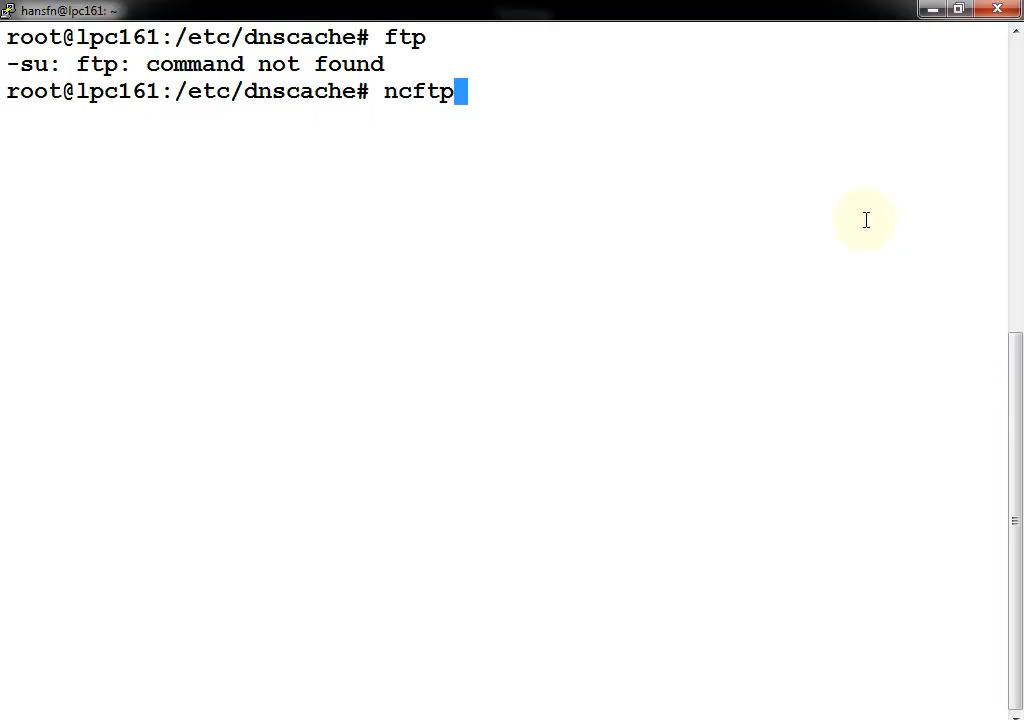 hansfn@lpc161: ~
root@lpc161:/etc/dnscache# ftp
-su: ftp: command not found
root@lpc161:/etc/dnscache# ncftp